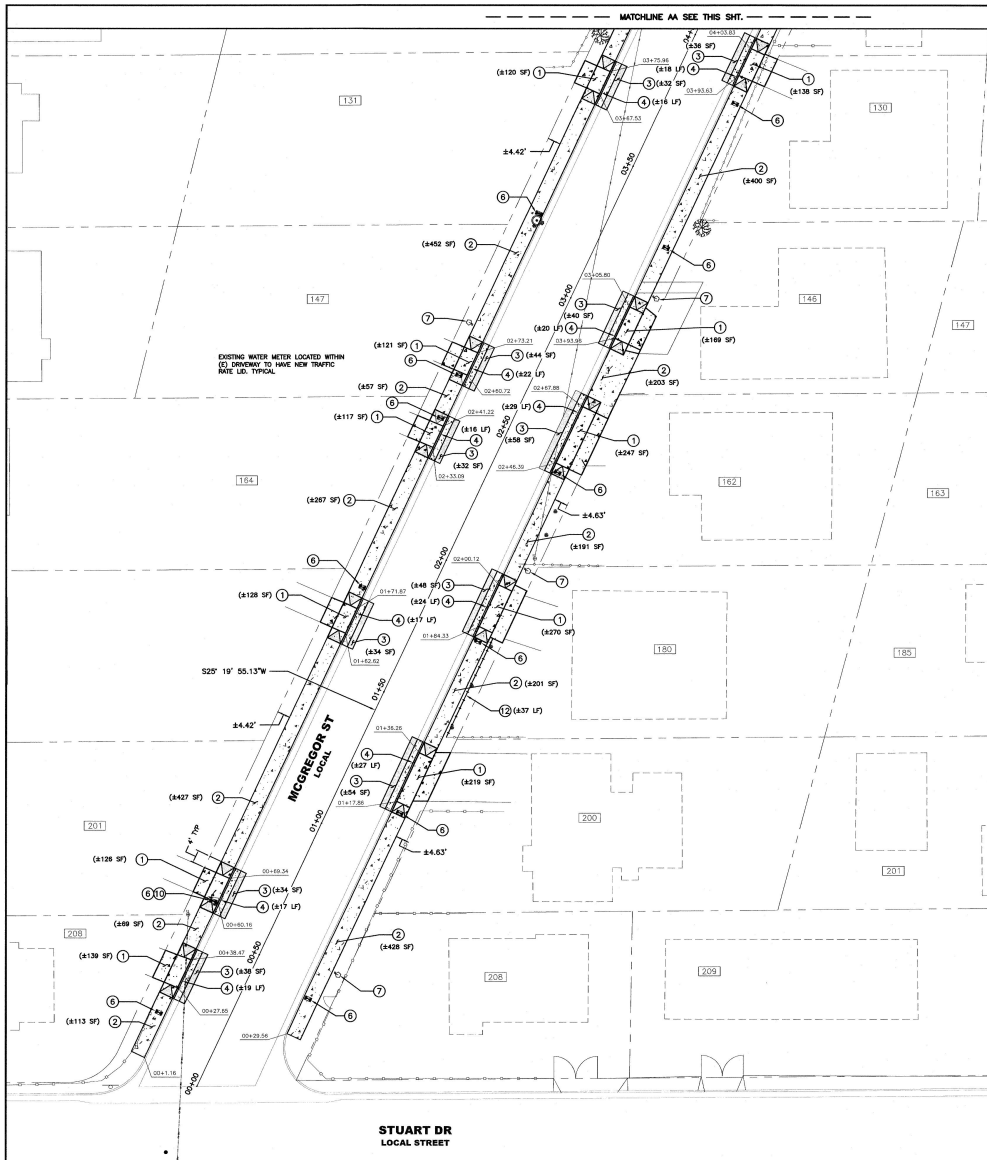 MATCHLINE AA SEE THIS SHT.
04+03.83
(±36 SF)
3
04+
03+75.96
(±18 LF) 4
1
(±138 SF)
(±120 SF) 1
3 (±32 SF)
03+93.63
4 (±16 LF)
131
130
6
03+67.53
±4.42'
03+50
2
(±400 SF)
6
(±452 SF) 2
6
03+05.80
03+00
147
3
7
146
147
(±40 SF)
7
02+73.21
(±20 LF) 4
1
(±169 SF)
03+93.96
EXISTING WATER METER LOCATED WITHIN
(E) DRIVEWAY TO HAVE NEW TRAFFIC
RATE LID. TYPICAL
(±121 SF) 1
6
3 (±44 SF)
4 (±22 LF)
2
(±203 SF)
02+67.88
(±57 SF) 2
02+60.72
6
02+41.22
(±29 LF) 4
(±117 SF) 1
(±16 LF)
4
02+50
3
(±58 SF)
1
(±247 SF)
3
(±32 SF)
02+33.09
02+46.39
6
164
162
163
±4.63'
(±267 SF) 2
2
(±191 SF)
02+00
02+00.12
6
7
01+71.87
(±48 SF) 3
(±128 SF) 1
(±24 LF) 4
4 (±17 LF)
1
(±270 SF)
3
(±34 SF)
01+84.33
6
180
185
01+62.62
S25° 19' 55.13"W
01+50
2 (±201 SF)
12 (±37 LF)
±4.42'
MCGREGOR ST
LOCAL
01+36.26
4
(±27 LF)
1
(±219 SF)
3
(±54 SF)
(±427 SF) 2
01+17.86
6
200
201
01+00
201
4' TYP
±4.63'
(±126 SF) 1
00+69.34
3 (±34 SF)
6 10
4 (±17 LF)
2
(±69 SF)
00+60.16
208
2
(±428 SF)
00+50
00+38.47
(±139 SF) 1
3 (±38 SF)
208
209
4 (±19 LF)
7
6
00+27.65
6
(±113 SF) 2
00+29.56
00+1.16
00+00
STUART DR
LOCAL STREET